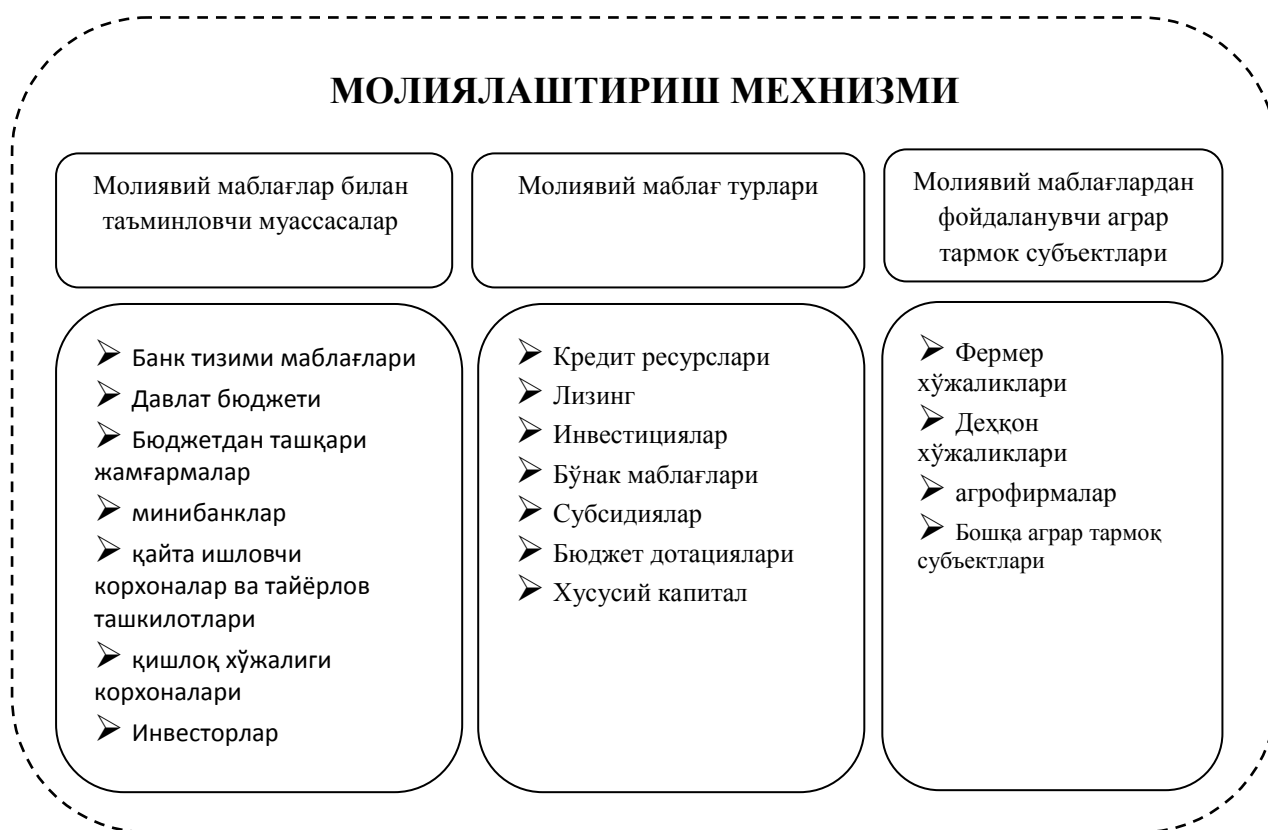 МОЛИЯЛАШТИРИШ МЕХНИЗМИ
Молиявий маблағлар билан
таъминловчи муассасалар
Молиявий маблағ турлари
Молиявий маблағлардан
фойдаланувчи аграр
тармок субъектлари
➢ Банк тизими маблағлари
➢ Давлат бюджети
➢ Бюджетдан ташқари
жамғармалар
➢ минибанклар
➢ қайта ишловчи
корхоналар ва тайёрлов
ташкилотлари
➢ қишлоқ хўжалиги
корхоналари
➢ Инвесторлар
➢ Кредит ресурслари
➢ Лизинг
➢ Инвестициялар
➢ Бўнак маблағлари
➢ Субсидиялар
➢ Бюджет дотациялари
➢ Хусусий капитал
➢ Фермер
хўжаликлари
➢ Деҳқон
хўжаликлари
➢ агрофирмалар
➢ Бошқа аграр тармоқ
субъектлари